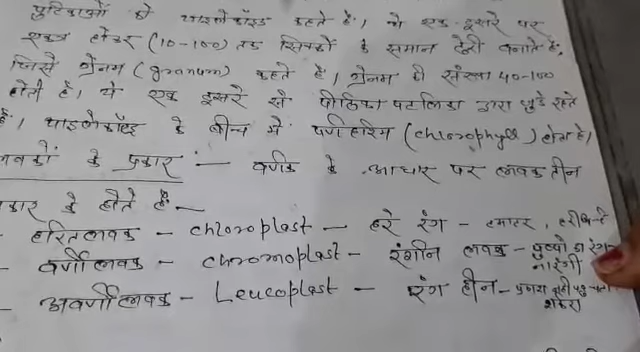 पुटिकाओं को थाइलेकॉइड कहते हैं, ये एक दूसरे पर
एकत्र होकर (10-100) तक सिक्कों के समान ढेरी बनाते हैं,
जिसे ग्रेनम (granum) कहते हैं। ग्रेनम की संख्या 40-100
होती है। ये एक दूसरे से पीठिका पटलिका द्वारा जुड़े रहते
हैं। थाइलेकॉइड के बीच में पर्णहरिम (chlorophyll) होता है।
लवकों के प्रकार :- वर्णक के आधार पर लवक तीन
प्रकार के होते हैं -
हरितलवक - chloroplast - हरे रंग - टमाटर,
वर्णीलवक - chromoplast - रंगीन लवक - पुष्पों का रंग
नारंगी
अवर्णीलवक - Leucoplast - रंग हीन -